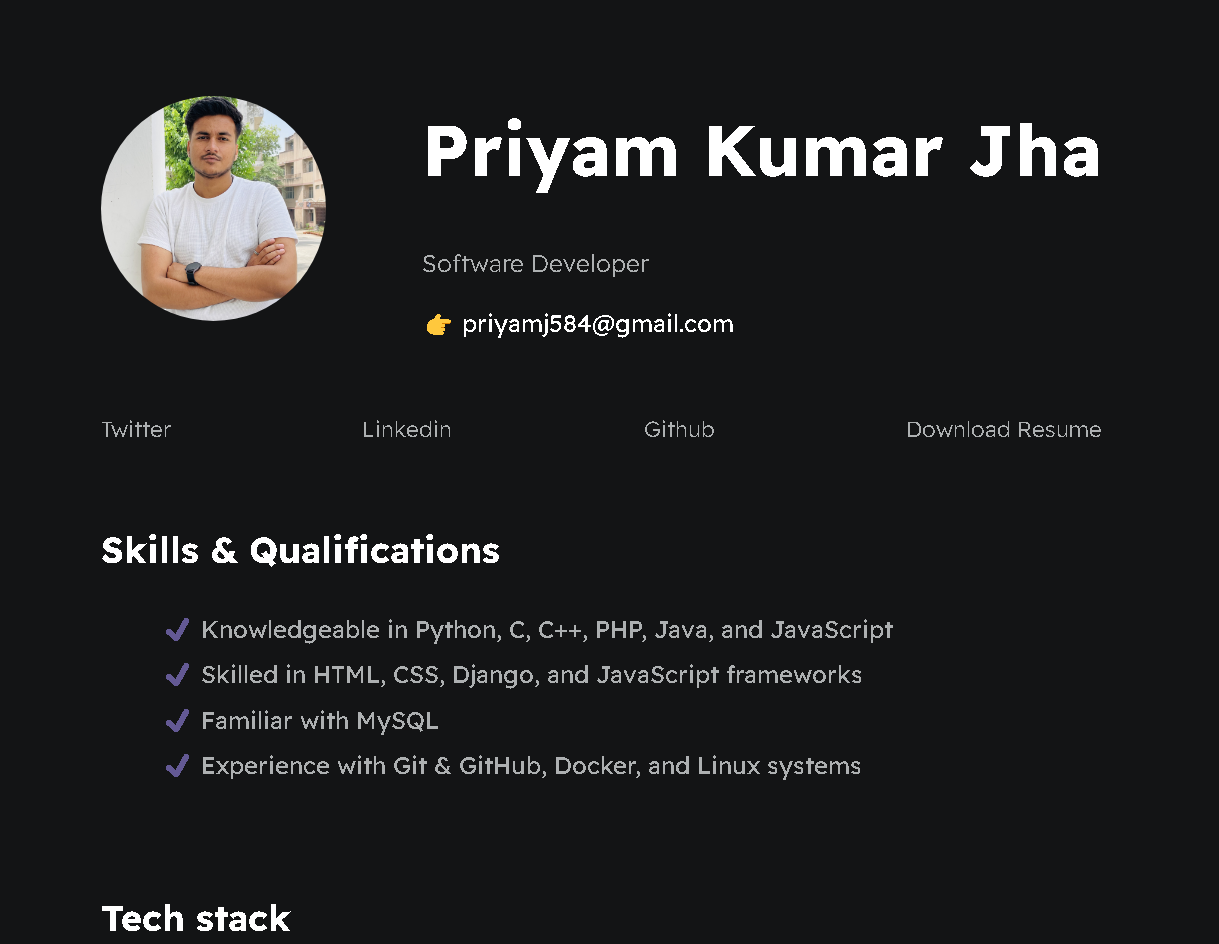 Priyam Kumar Jha
Software Developer
👉 priyamj584@gmail.com
Twitter Linkedin Github Download Resume
Skills & Qualifications
✔ Knowledgeable in Python, C, C++, PHP, Java, and JavaScript
✔ Skilled in HTML, CSS, Django, and JavaScript frameworks
✔ Familiar with MySQL
✔ Experience with Git & GitHub, Docker, and Linux systems
Tech stack